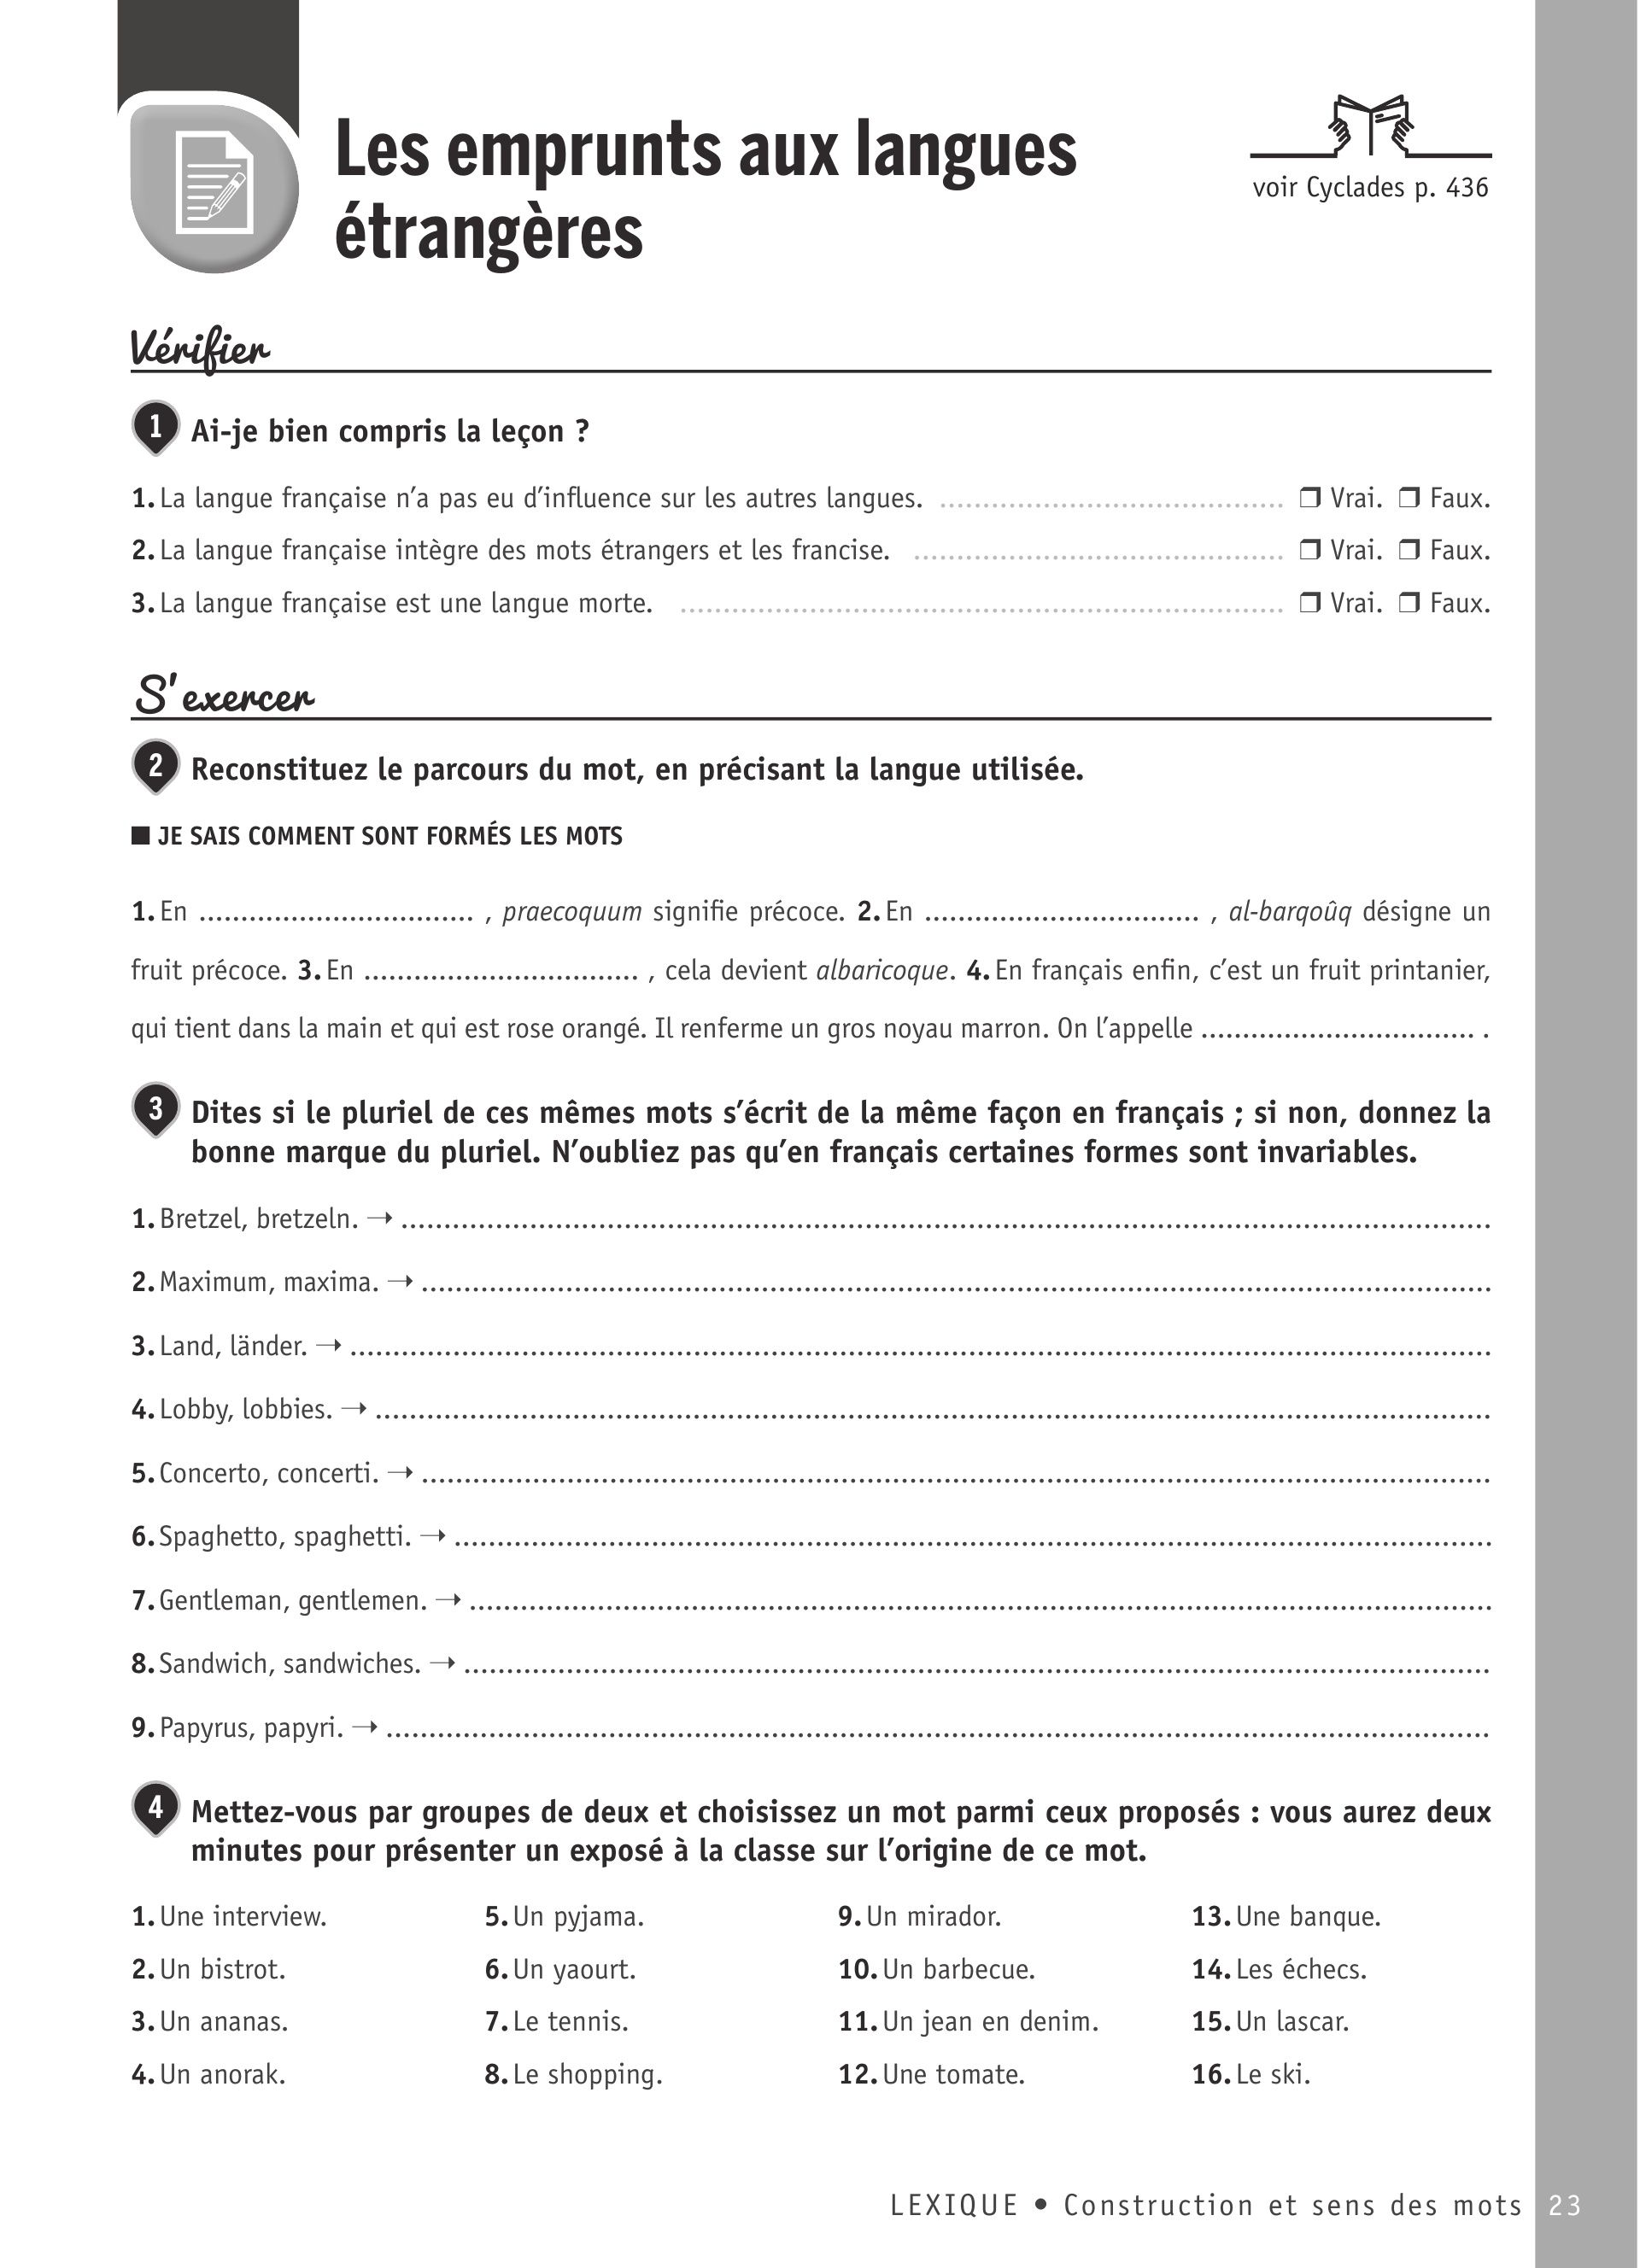 Les emprunts aux langues
étrangères
voir Cyclades p. 436
Vérifier
1 Ai-je bien compris la leçon ?
1. La langue française n’a pas eu d’influence sur les autres langues. ........................................ ❒ Vrai. ❒ Faux.
2. La langue française intègre des mots étrangers et les francise. ........................................... ❒ Vrai. ❒ Faux.
3. La langue française est une langue morte. ...................................................................... ❒ Vrai. ❒ Faux.
S’exercer
2 Reconstituez le parcours du mot, en précisant la langue utilisée.
■ JE SAIS COMMENT SONT FORMÉS LES MOTS
1. En ................................. , praecoquum signifie précoce. 2. En ................................. , al-barqoûq désigne un
fruit précoce. 3. En ................................. , cela devient albaricoque. 4. En français enfin, c’est un fruit printanier,
qui tient dans la main et qui est rose orangé. Il renferme un gros noyau marron. On l’appelle ................................. .
3 Dites si le pluriel de ces mêmes mots s’écrit de la même façon en français ; si non, donnez la
bonne marque du pluriel. N’oubliez pas qu’en français certaines formes sont invariables.
1. Bretzel, bretzeln. → ....................................................................................................
2. Maximum, maxima. → ....................................................................................................
3. Land, länder. → ....................................................................................................
4. Lobby, lobbies. → ....................................................................................................
5. Concerto, concerti. → ....................................................................................................
6. Spaghetto, spaghetti. → ....................................................................................................
7. Gentleman, gentlemen. → ....................................................................................................
8. Sandwich, sandwiches. → ....................................................................................................
9. Papyrus, papyri. → ....................................................................................................
4 Mettez-vous par groupes de deux et choisissez un mot parmi ceux proposés : vous aurez deux
minutes pour présenter un exposé à la classe sur l’origine de ce mot.
1. Une interview.
2. Un bistrot.
3. Un ananas.
4. Un anorak.
5. Un pyjama.
6. Un yaourt.
7. Le tennis.
8. Le shopping.
9. Un mirador.
10. Un barbecue.
11. Un jean en denim.
12. Une tomate.
13. Une banque.
14. Les échecs.
15. Un lascar.
16. Le ski.
LEXIQUE • Construction et sens des mots 23